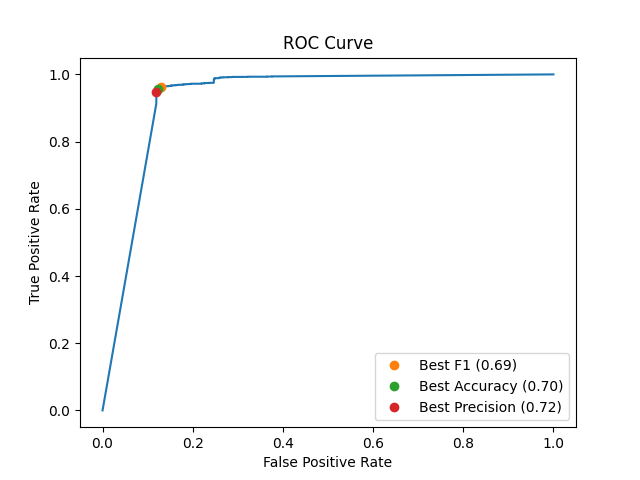 ROC Curve
True Positive Rate
1.0
0.8
0.6
0.4
0.2
0.0
Best F1 (0.69)
Best Accuracy (0.70)
Best Precision (0.72)
0.0 0.2 0.4 0.6 0.8 1.0
False Positive Rate